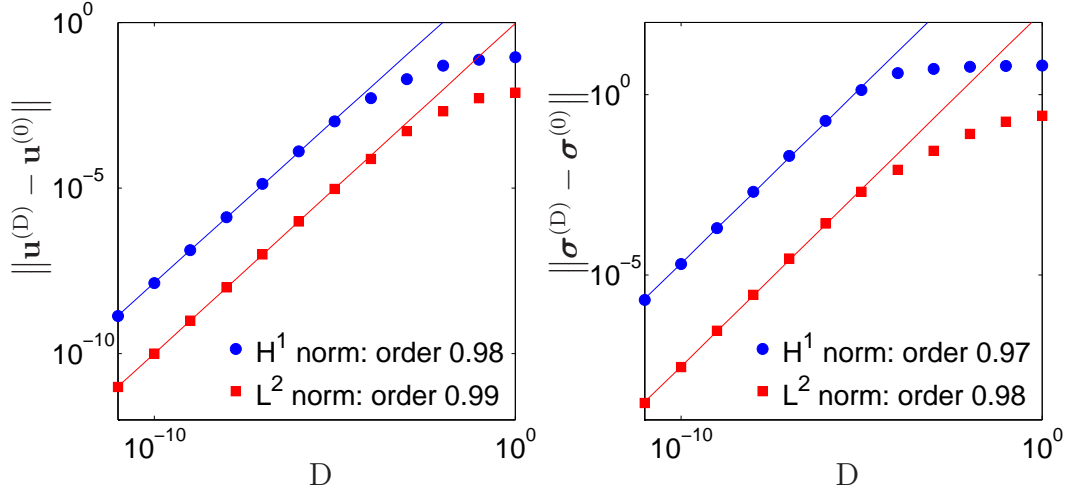 10^0
10^−5
10^−10
‖u^(D) − u^(0)‖
H^1 norm: order 0.98
L^2 norm: order 0.99
10^−10
10^0
D
10^0
10^−5
‖σ^(D) − σ^(0)‖
H^1 norm: order 0.97
L^2 norm: order 0.98
10^−10
10^0
D